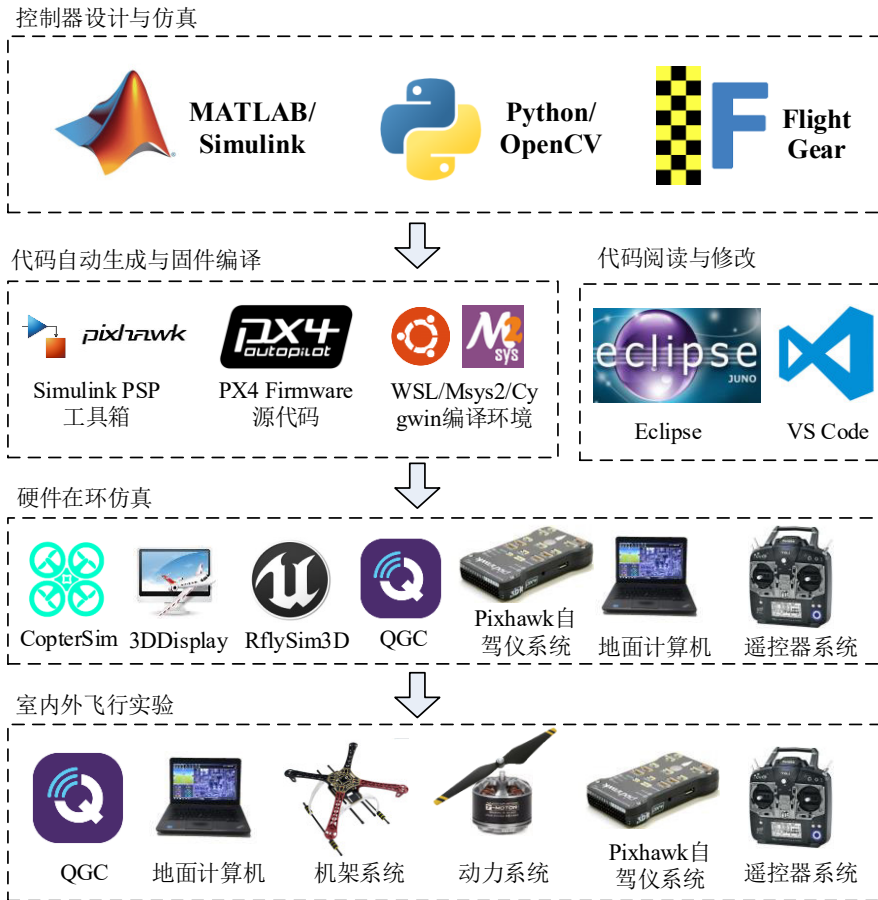 控制器设计与仿真
MATLAB/
Simulink
Python/
OpenCV
Flight
Gear
代码自动生成与固件编译
代码阅读与修改
pixhawk
px4
autopilot
M2
sys
eclipse
JUNO
Simulink PSP
工具箱
PX4 Firmware
源代码
WSL/Msys2/Cy
gwin编译环境
Eclipse
VS Code
硬件在环仿真
CopterSim
3DDisplay
RflySim3D
QGC
Pixhawk自
驾仪系统
地面计算机
遥控器系统
室内外飞行实验
QGC
地面计算机
机架系统
动力系统
Pixhawk自
驾仪系统
遥控器系统